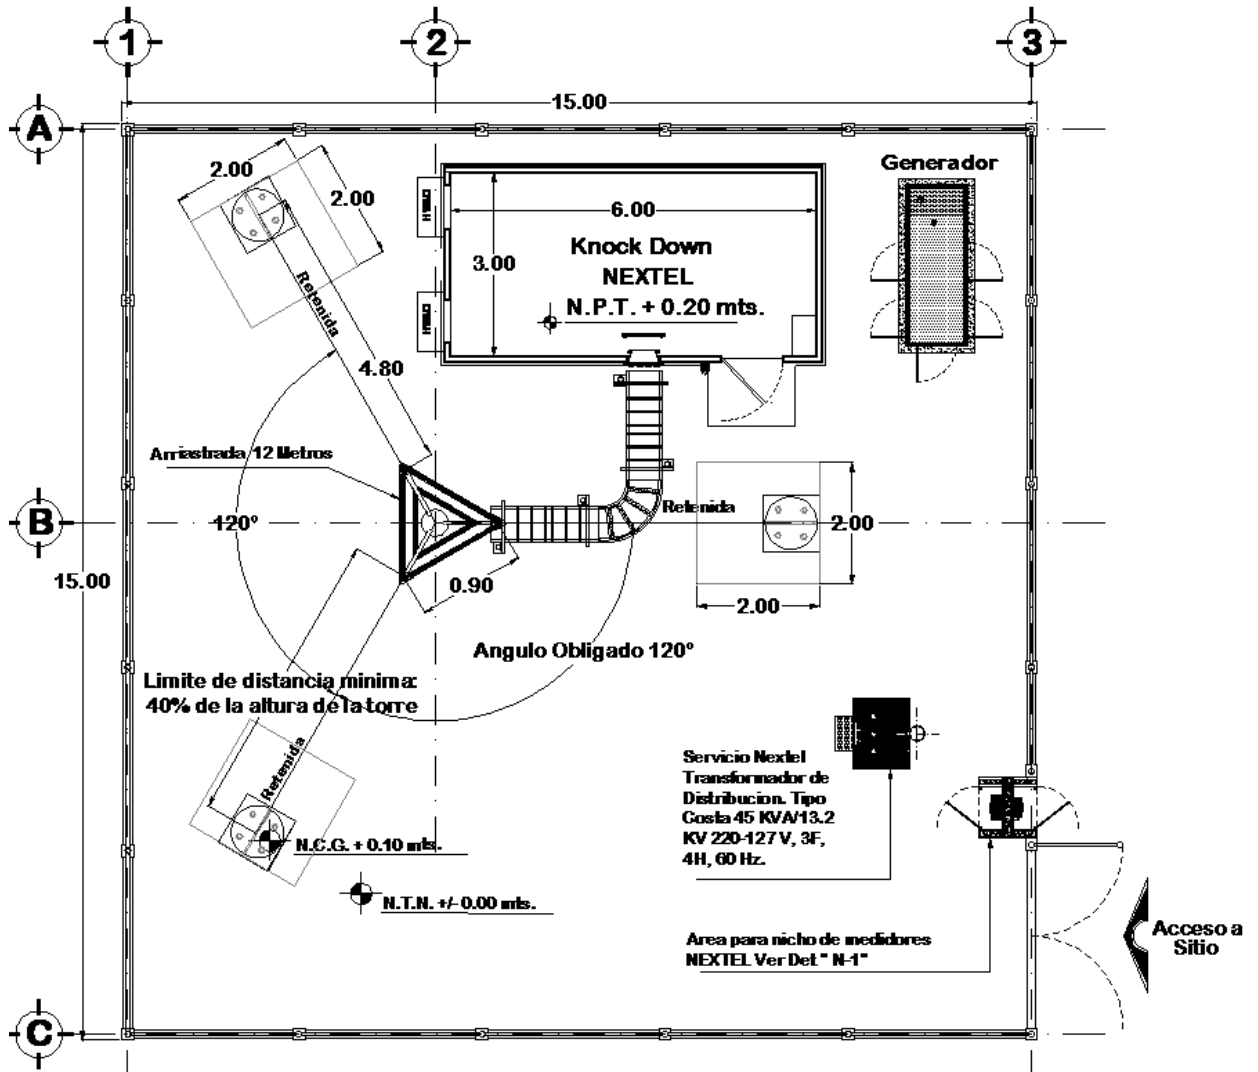 1
2
3
15.00
A
2.00
2.00
Generador
6.00
Knock Down
NEXTEL
3.00
N.P.T. + 0.20 mts.
Retenida
4.80
Arriastrada 12 Metros
B
120º
Retenida
2.00
15.00
0.90
2.00
Angulo Obligado 120º
Limite de distancia minima:
40% de la altura de la torre
Retenida
Servicio Nextel
Transformador de
Distribucion. Tipo
Costa 45 KVA/13.2
KV 220-127 V, 3F,
4H, 60 Hz.
N.C.G. + 0.10 mts.
N.T.N. +/- 0.00 mts.
Area para nicho de medidores
NEXTEL Ver Det " N-1"
Acceso a
Sitio
C